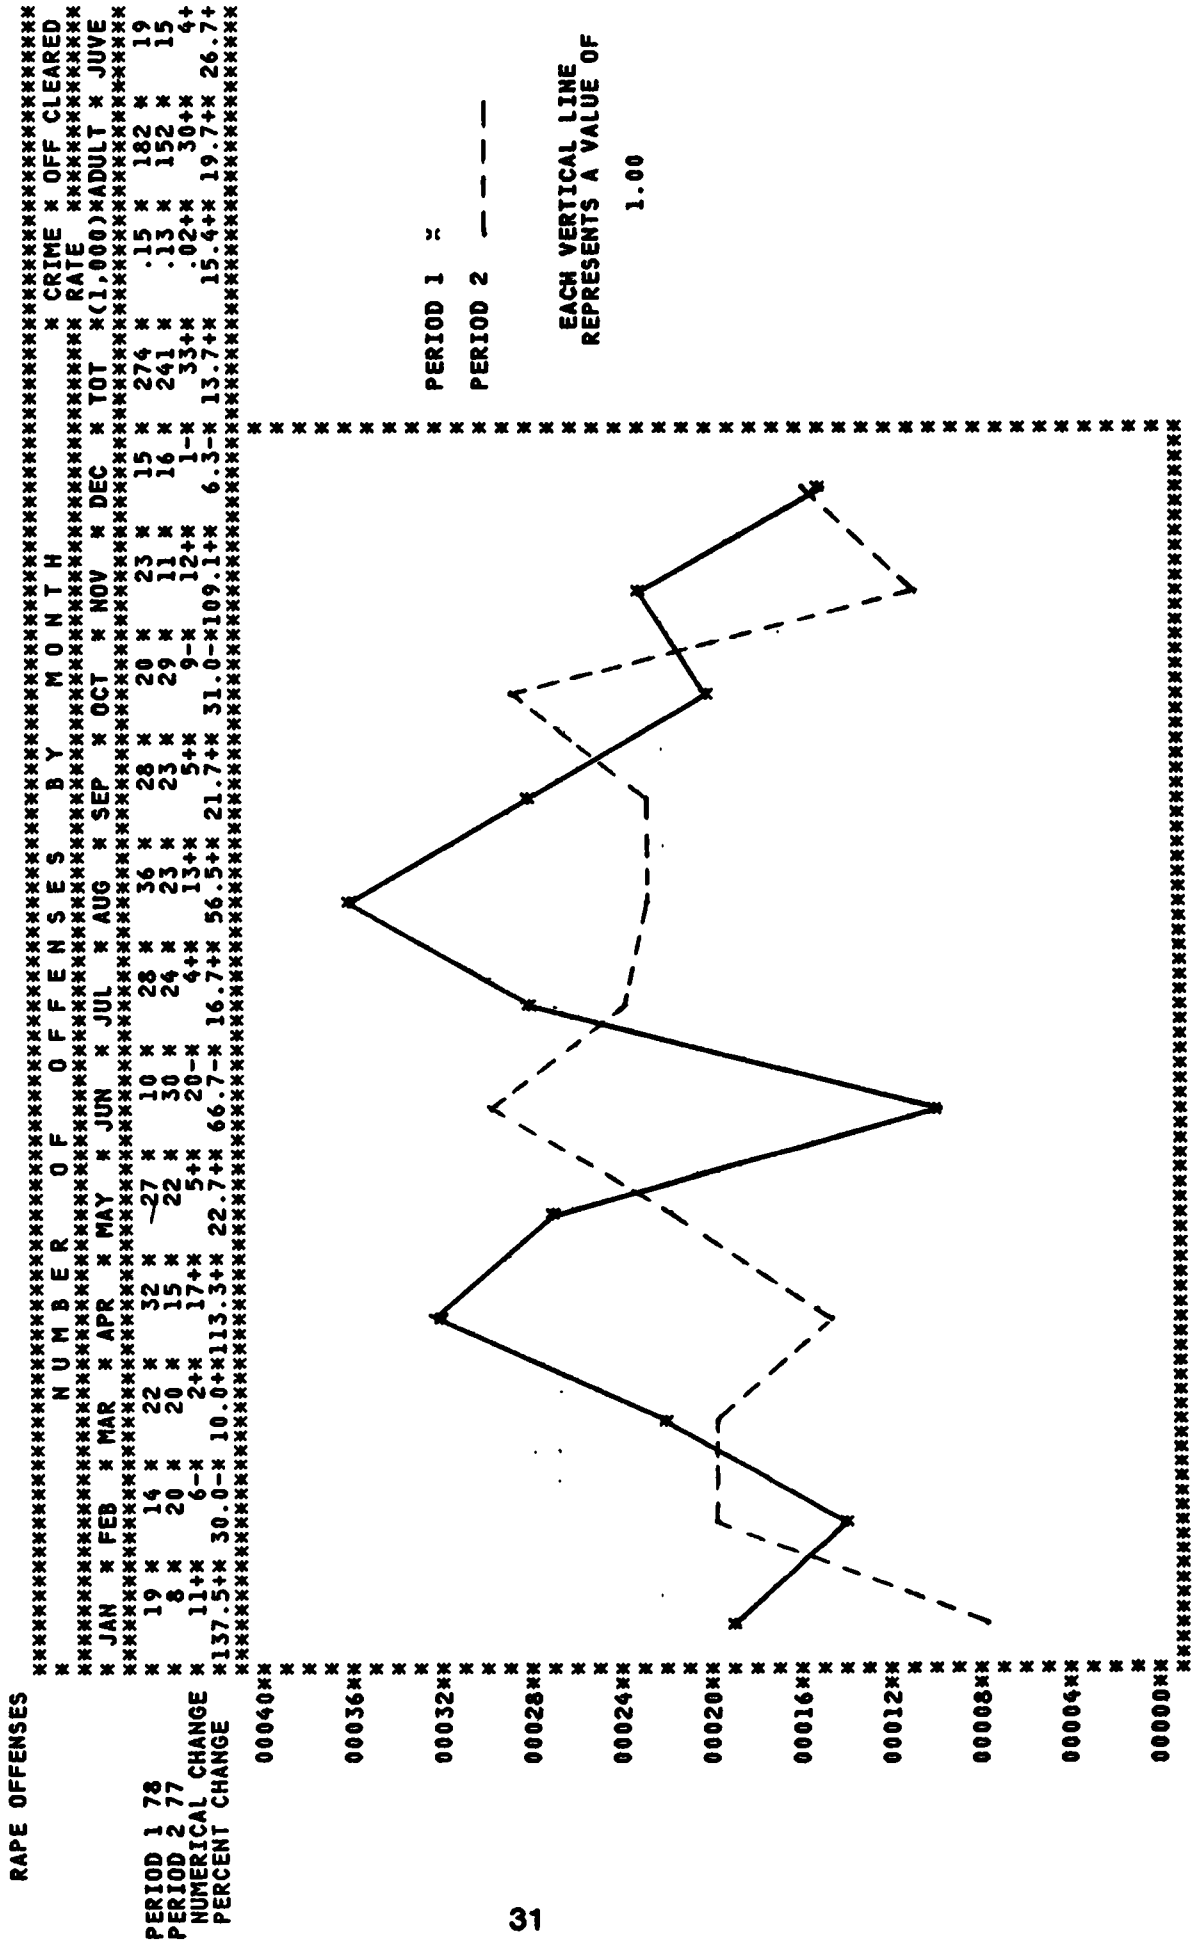 RAPE OFFENSES
************************************************************************************
* NUMBER OF OFFENSES BY MONTH * CRIME * OFF CLEARED
************************************************************* RATE **************
* JAN * FEB * MAR * APR * MAY * JUN * JUL * AUG * SEP * OCT * NOV * DEC * TOT *(1,000)*ADULT * JUVE
************************************************************************************
PERIOD 1 78 * 19 * 14 * 22 * 32 * 27 * 10 * 28 * 36 * 28 * 20 * 23 * 15 * 274 * .15 * 182 * 19
PERIOD 2 77 * 8 * 20 * 20 * 15 * 22 * 30 * 24 * 23 * 23 * 29 * 11 * 16 * 241 * .13 * 152 * 15
NUMERICAL CHANGE * 11+* 6-* 2+* 17+* 5+* 20-* 4+* 13+* 5+* 9-* 12+* 1-* 33+* .02+* 30+* 4+
PERCENT CHANGE *137.5+* 30.0-* 10.0+*113.3+* 22.7+* 66.7-* 16.7+* 56.5+* 21.7+* 31.0-*109.1+* 6.3-* 13.7+* 15.4+* 19.7+* 26.7+
************************************************************************************
00040**
00036**
00032**
00028**
00024**
00020**
00016**
00012**
00008**
00004**
00000**
PERIOD 1 *
PERIOD 2 — — — —
EACH VERTICAL LINE
REPRESENTS A VALUE OF
1.00
31